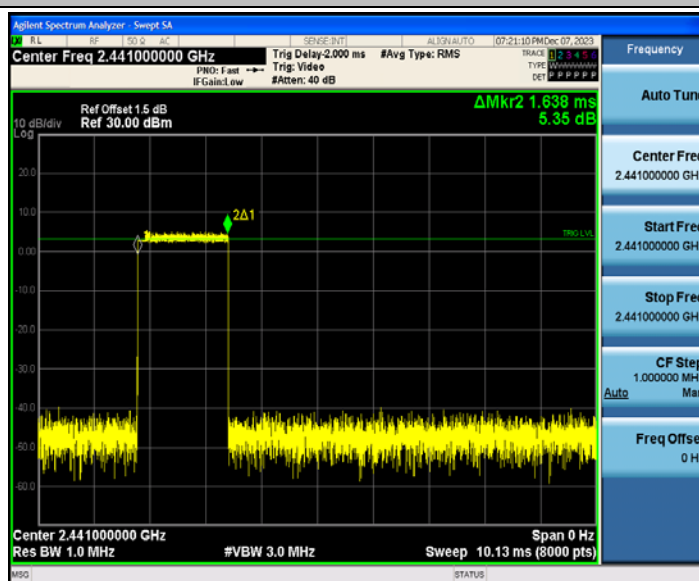 Agilent Spectrum Analyzer - Swept SA
RL RF 50 Ω AC SENSE:INT ALIGN AUTO 07:21:10 PM Dec 07, 2023
Center Freq 2.441000000 GHz
PNO: Fast
IFGain:Low
Trig Delay-2.000 ms
Trig: Video
#Atten: 40 dB
#Avg Type: RMS
TRACE 1 2 3 4 5 6
TYPE
DET P P P P P P
ΔMkr2 1.638 ms
5.35 dB
Ref Offset 1.5 dB
10 dB/div Ref 30.00 dBm
Log
20.0
10.0
0.00
-10.0
-20.0
-30.0
-40.0
-50.0
-60.0
2Δ1
TRIG LVL
Center 2.441000000 GHz Span 0 Hz
Res BW 1.0 MHz #VBW 3.0 MHz Sweep 10.13 ms (8000 pts)
MSG STATUS
Frequency
Auto Tun
Center Fre
2.441000000 GH
Start Fre
2.441000000 GH
Stop Fre
2.441000000 GH
CF Step
1.000000 MH
Auto Ma
Freq Offse
0 H